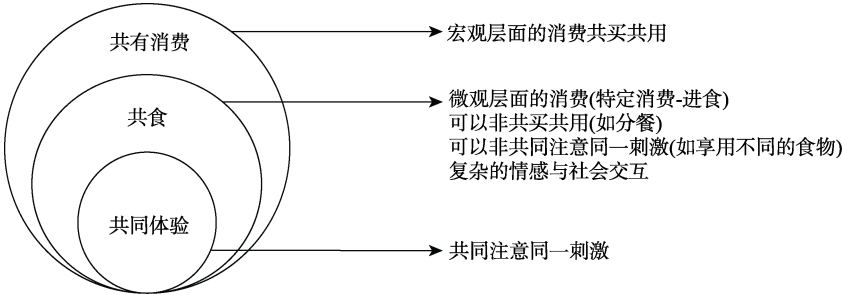 共有消费
宏观层面的消费共买共用
共食
微观层面的消费(特定消费-进食)
可以非共买共用(如分餐)
可以非共同注意同一刺激(如享用不同的食物)
复杂的情感与社会交互
共同体验
共同注意同一刺激